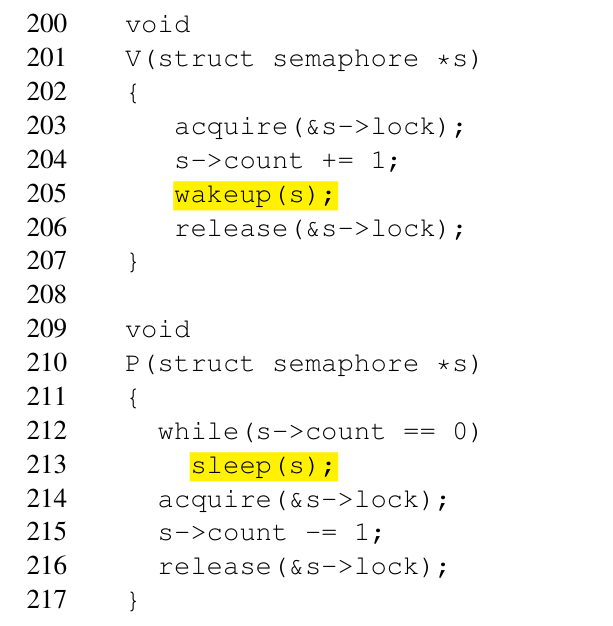 200 void
201 V(struct semaphore *s)
202 {
203 acquire(&s->lock);
204 s->count += 1;
205 wakeup(s);
206 release(&s->lock);
207 }
208
209 void
210 P(struct semaphore *s)
211 {
212 while(s->count == 0)
213 sleep(s);
214 acquire(&s->lock);
215 s->count -= 1;
216 release(&s->lock);
217 }